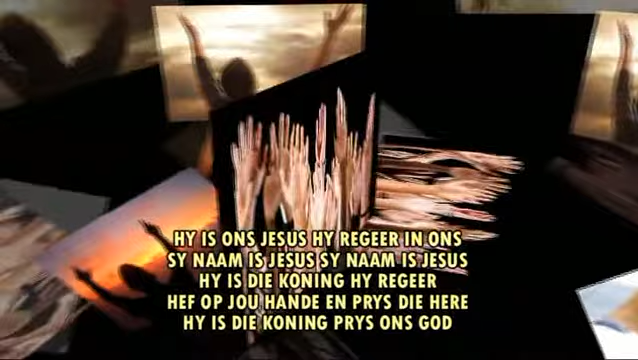 HY IS ONS JESUS HY REGEER IN ONS
SY NAAM IS JESUS SY NAAM IS JESUS
HY IS DIE KONING HY REGEER
HEF OP JOU HANDE EN PRYS DIE HERE
HY IS DIE KONING PRYS ONS GOD